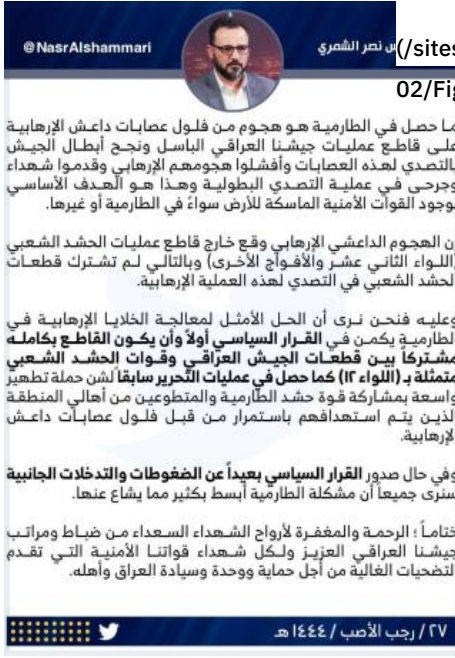 @NasrAlshammari
س نصر الشمري
(/sites
02/Fig
ما حصل في الطارمية هو هجوم من فلول عصابات داعش الإرهابية
على قاطع عمليات جيشنا العراقي الباسل ونجح أبطال الجيش
بالتصدي لهذه العصابات وأفشلوا هجومهم الإرهابي وقدموا شهداء
وجرحى في عملية التصدي البطولية وهذا هو الهدف الأساسي
لوجود القوات الأمنية الماسكة للأرض سواءً في الطارمية أو غيرها.
إن الهجوم الداعشي الإرهابي وقع خارج قاطع عمليات الحشد الشعبي
(اللواء الثاني عشر والأفواج الأخرى) وبالتالي لم تشترك قطعات
الحشد الشعبي في التصدي لهذه العملية الإرهابية.
وعليه فنحن نرى أن الحل الأمثل لمعالجة الخلايا الإرهابية في
الطارمية يكمن في القرار السياسي أولاً وأن يكون القاطع بكامله
مشتركاً بين قطعات الجيش العراقي وقوات الحشد الشعبي
متمثلة بـ (اللواء ١٢) كما حصل في عمليات التحرير سابقاً لشن حملة تطهير
واسعة بمشاركة قوة حشد الطارمية والمتطوعين من أهالي المنطقة
الذين يتم استهدافهم باستمرار من قبل فلول عصابات داعش
الإرهابية.
وفي حال صدور القرار السياسي بعيداً عن الضغوطات والتدخلات الجانبية
سنرى جميعاً أن مشكلة الطارمية أبسط بكثير مما يشاع عنها.
ختاماً ؛ الرحمة والمغفرة لأرواح الشهداء السعداء من ضباط ومراتب
جيشنا العراقي العزيز ولكل شهداء قواتنا الأمنية التي تقدم
التضحيات الغالية من أجل حماية ووحدة وسيادة العراق وأهله.
٢٧ / رجب الأصب / ١٤٤٤ هـ